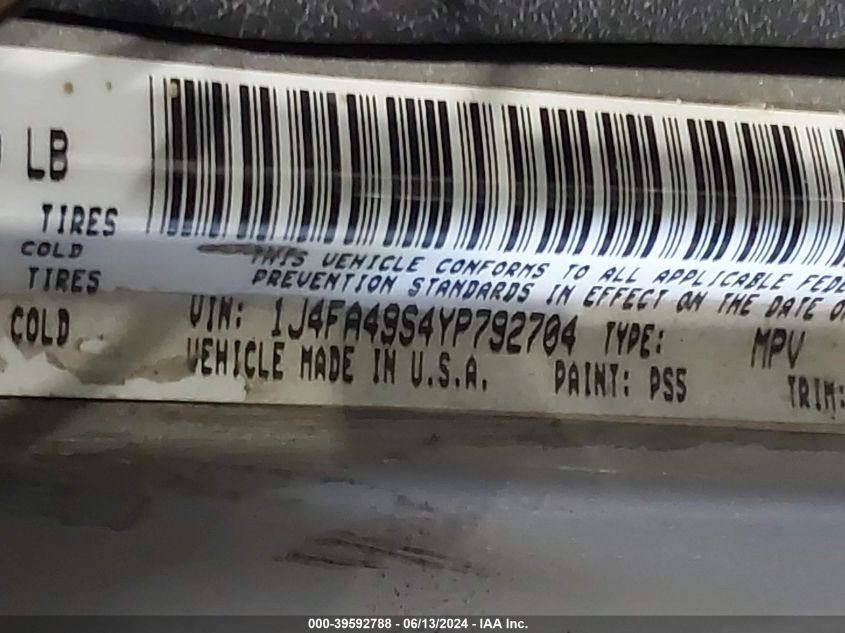 LB
TIRES
COLD
TIRES
COLD
THIS VEHICLE CONFORMS TO ALL APPLICABLE FEDE
PREVENTION STANDARDS IN EFFECT ON THE DATE O
VIN: 1J4FA49S4YP792704 TYPE: MPV
VEHICLE MADE IN U.S.A. PAINT: PS5 TRIM:
000-39592788 - 06/13/2024 - IAA Inc.